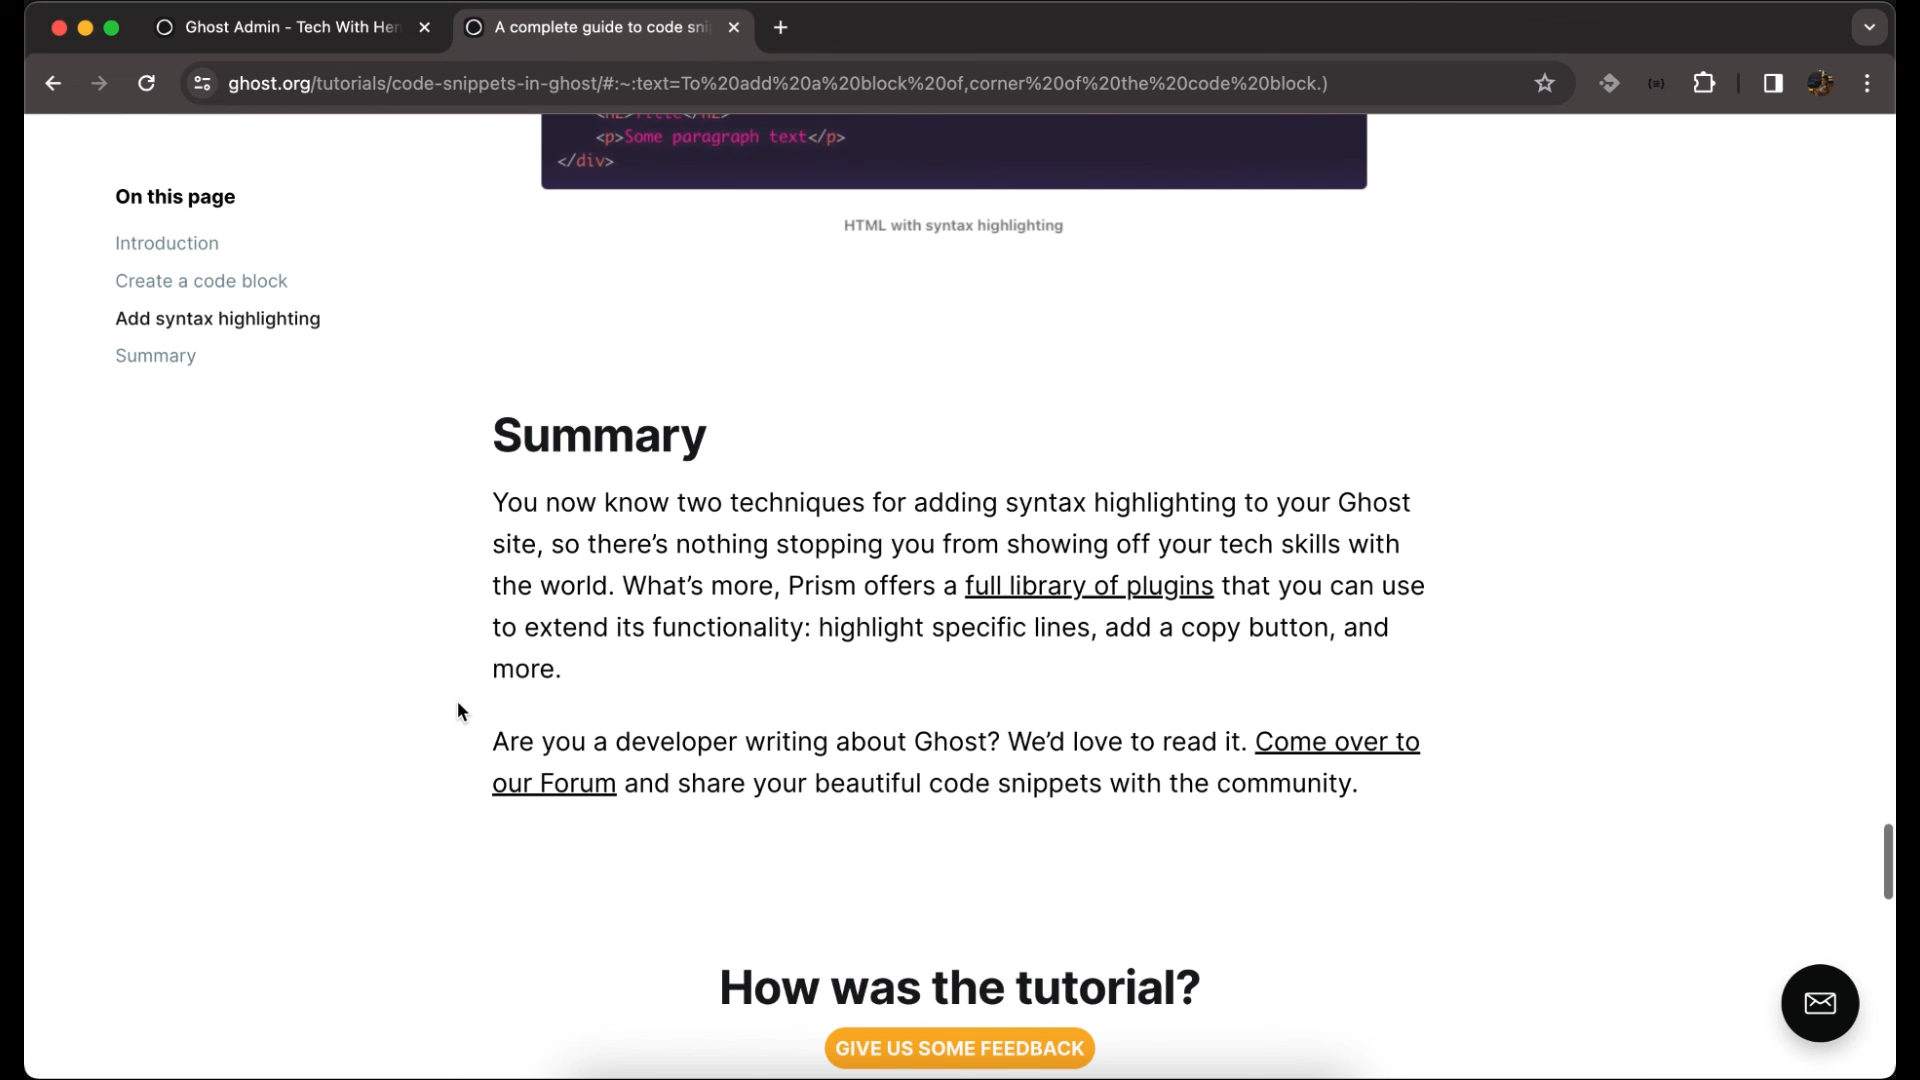 Ghost Admin - Tech With Her
A complete guide to code sni
ghost.org/tutorials/code-snippets-in-ghost/#:~:text=To%20add%20a%20block%20of,corner%20of%20the%20code%20block.)
<h2>Title</h2>
<p>Some paragraph text</p>
</div>
HTML with syntax highlighting
On this page
Introduction
Create a code block
Add syntax highlighting
Summary
Summary
You now know two techniques for adding syntax highlighting to your Ghost
site, so there’s nothing stopping you from showing off your tech skills with
the world. What’s more, Prism offers a full library of plugins that you can use
to extend its functionality: highlight specific lines, add a copy button, and
more.
Are you a developer writing about Ghost? We’d love to read it. Come over to
our Forum and share your beautiful code snippets with the community.
How was the tutorial?
GIVE US SOME FEEDBACK